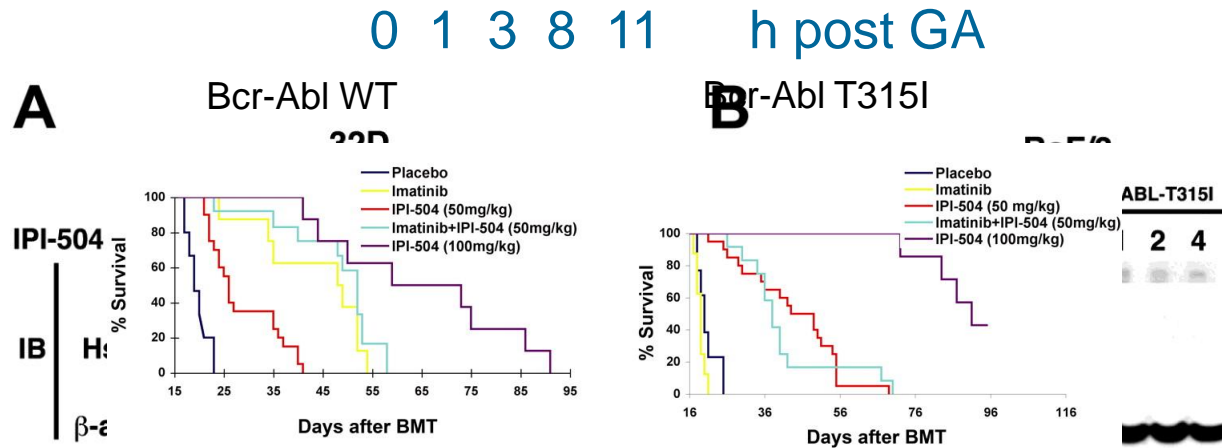 0 1 3 8 11 h post GA
A Bcr-Abl WT
B Bcr-Abl T315I
Placebo
Imatinib
IPI-504 (50mg/kg)
Imatinib+IPI-504 (50mg/kg)
IPI-504 (100mg/kg)
100
80
60
40
20
0
% Survival
15 25 35 45 55 65 75 85 95
Days after BMT
IPI-504
IB
Placebo
Imatinib
IPI-504 (50 mg/kg)
Imatinib+IPI-504 (50mg/kg)
IPI-504 (100mg/kg)
100
80
60
40
20
0
% Survival
16 36 56 76 96 116
Days after BMT
ABL-T315I
2 4